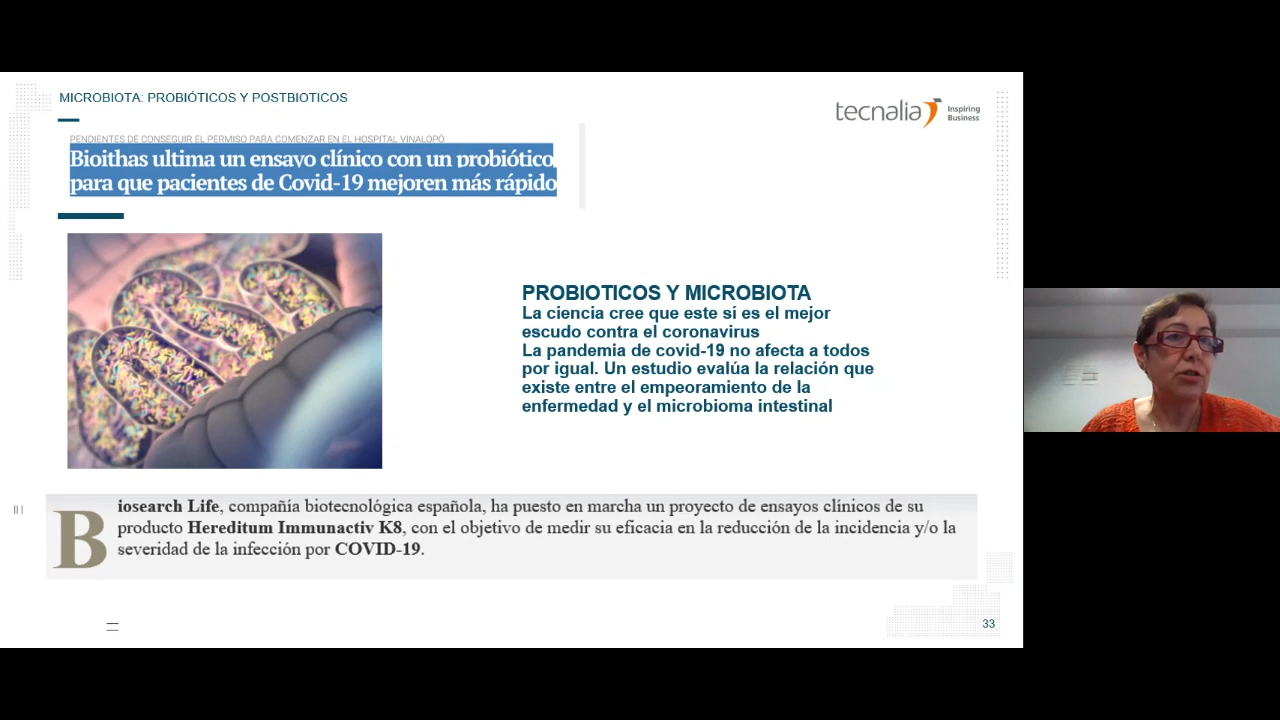 MICROBIOTA: PROBIÓTICOS Y POSTBIOTICOS
tecnalia Inspiring
Business
PENDIENTES DE CONSEGUIR EL PERMISO PARA COMENZAR EN EL HOSPITAL VINALOPÓ
Bioithas ultima un ensayo clínico con un probiótico
para que pacientes de Covid-19 mejoren más rápido
PROBIOTICOS Y MICROBIOTA
La ciencia cree que este sí es el mejor
escudo contra el coronavirus
La pandemia de covid-19 no afecta a todos
por igual. Un estudio evalúa la relación que
existe entre el empeoramiento de la
enfermedad y el microbioma intestinal
Biosearch Life, compañía biotecnológica española, ha puesto en marcha un proyecto de ensayos clínicos de su
producto Hereditum Immunactiv K8, con el objetivo de medir su eficacia en la reducción de la incidencia y/o la
severidad de la infección por COVID-19.
33